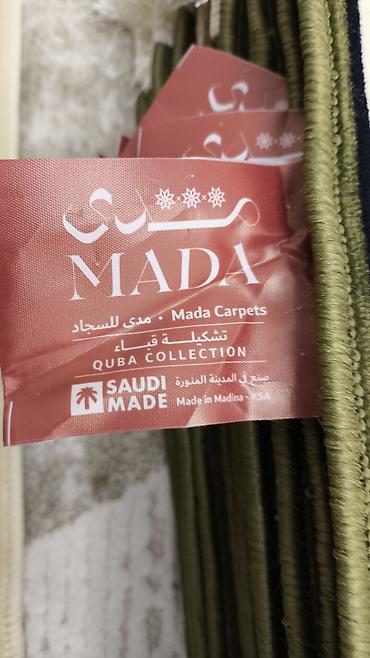 مدى
MADA
مدى للسجاد • Mada Carpets
تشكيلة قباء
QUBA COLLECTION
SAUDI MADE
صنع في المدينة المنورة
Made in Madina - KSA